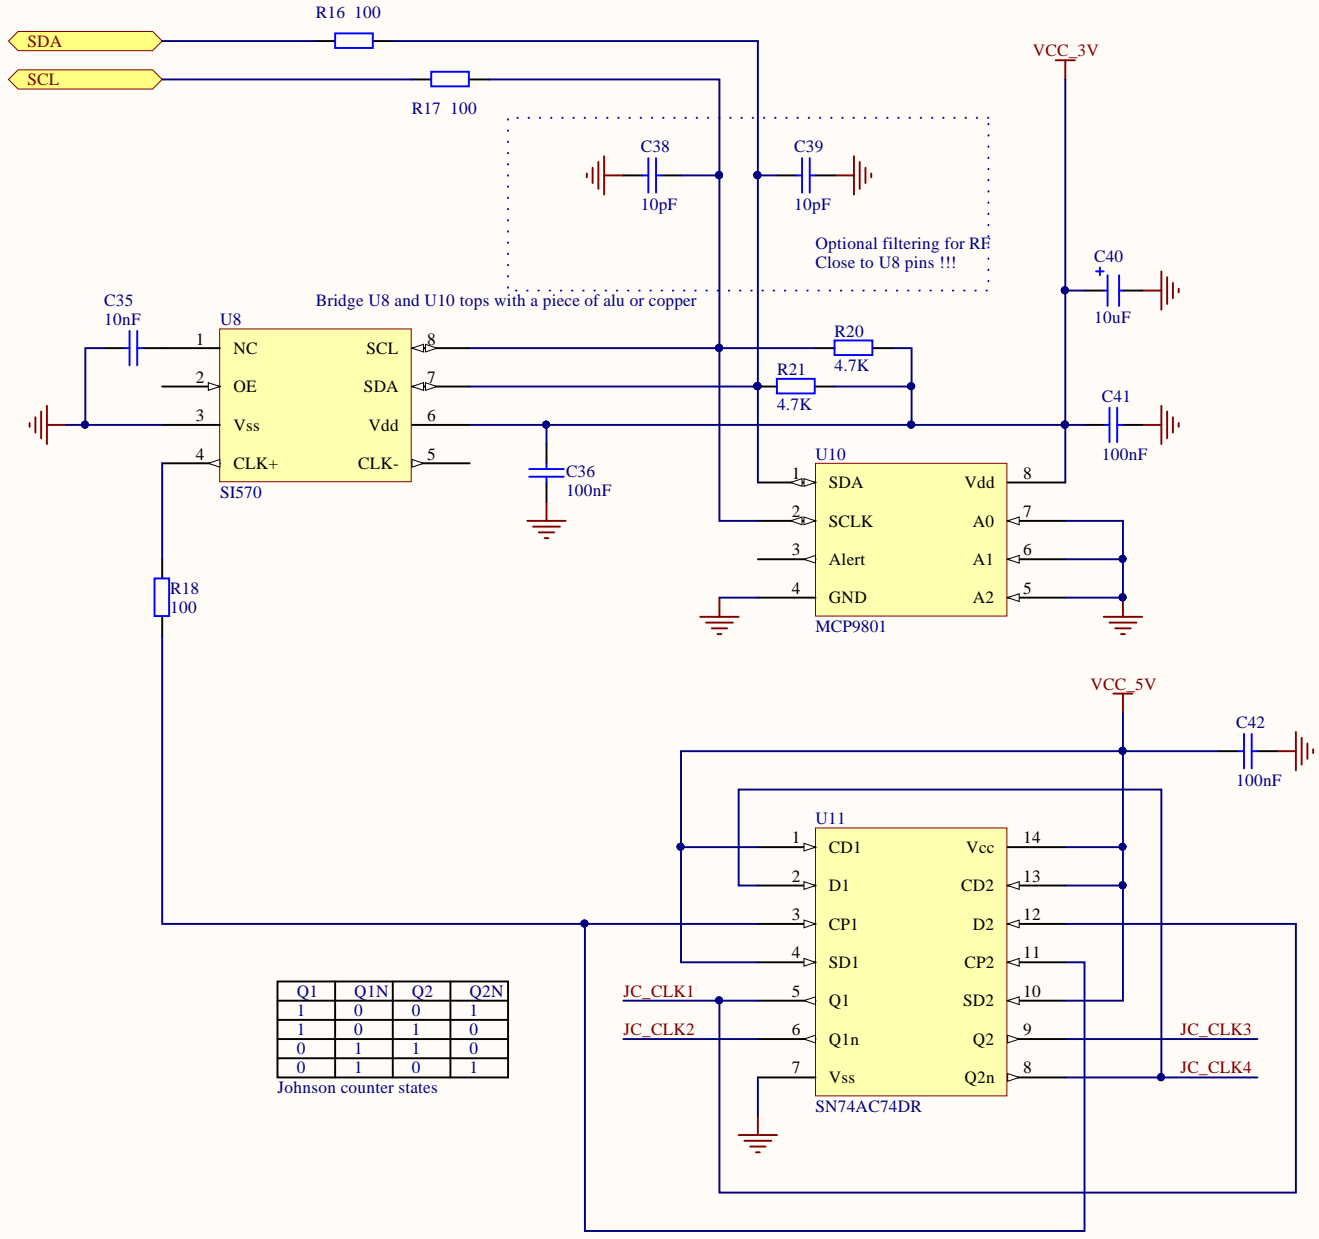 R16 100
SDA
VCC_3V
SCL
R17 100
C38
C39
10pF
10pF
Optional filtering for RF
Close to U8 pins !!!
C40
+
10uF
C35
10nF
Bridge U8 and U10 tops with a piece of alu or copper
U8
1 NC SCL 8
2 OE SDA 7
3 Vss Vdd 6
4 CLK+ CLK- 5
SI570
R20
4.7K
R21
4.7K
C41
100nF
C36
100nF
U10
1 SDA Vdd 8
2 SCLK A0 7
3 Alert A1 6
4 GND A2 5
MCP9801
R18
100
VCC_5V
C42
100nF
U11
1 CD1 Vcc 14
2 D1 CD2 13
3 CP1 D2 12
4 SD1 CP2 11
JC_CLK1 5 Q1 SD2 10
JC_CLK2 6 Q1n Q2 9 JC_CLK3
7 Vss Q2n 8 JC_CLK4
SN74AC74DR
Q1 Q1N Q2 Q2N
1 0 0 1
1 0 1 0
0 1 1 0
0 1 0 1
Johnson counter states